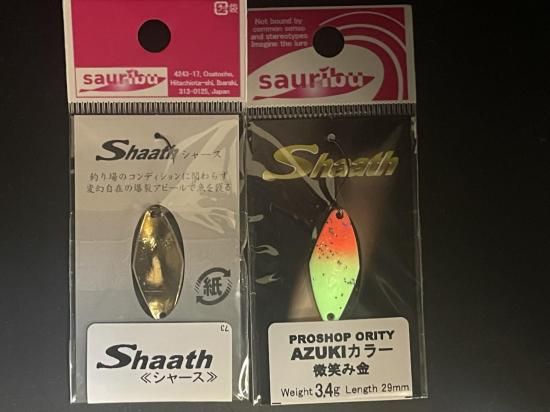 sauribu
4243-17, Osatocho,
Hitachiota-shi, Ibaraki,
313-0125, Japan
Shaath シャース
釣り場のコンディションに関わらず
変幻自在の爆裂アピールで魚を誘る
紙
73
Shaath
≪シャース≫
Not bound by
common sense
and stereotypes
Imagine the lure
sauribu
Shaath
PROSHOP ORITY
AZUKIカラー
微笑み金
Weight 3.4g Length 29mm